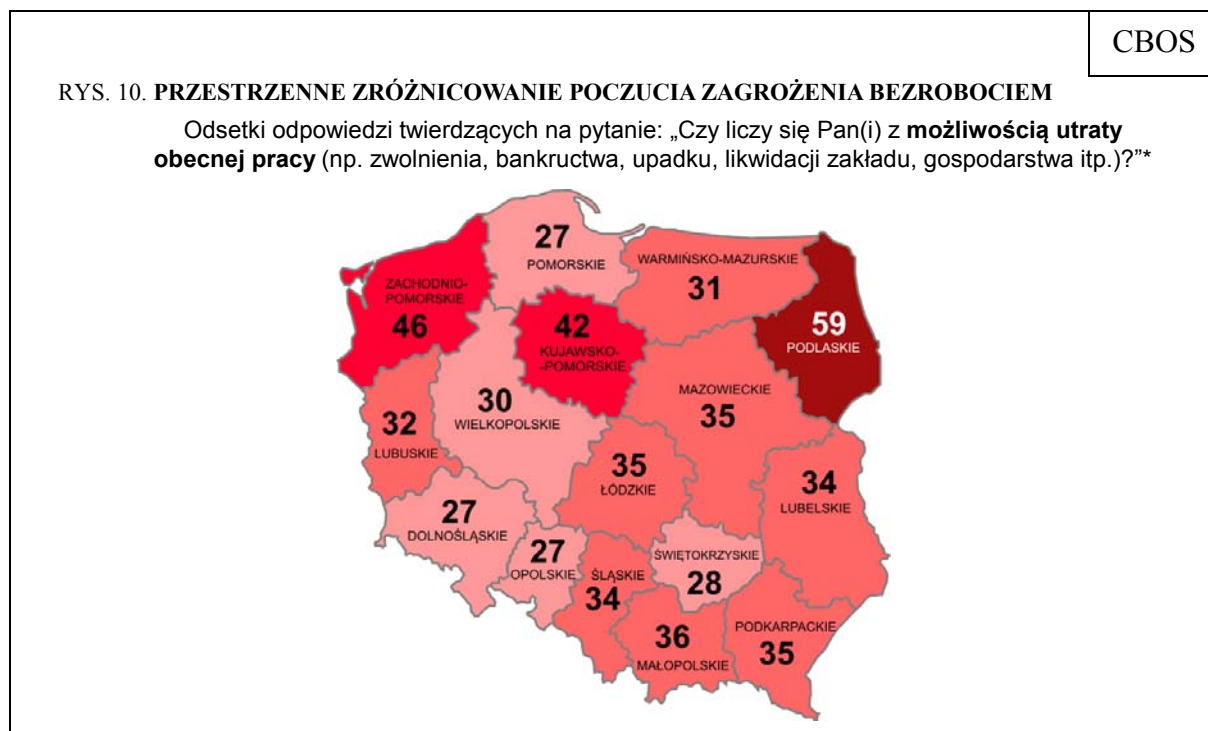 CBOS
RYS. 10. PRZESTRZENNE ZRÓŻNICOWANIE POCZUCIA ZAGROŻENIA BEZROBOCIEM
Odsetki odpowiedzi twierdzących na pytanie: „Czy liczy się Pan(i) z możliwością utraty
obecnej pracy (np. zwolnienia, bankructwa, upadku, likwidacji zakładu, gospodarstwa itp.)?”*
27
POMORSKIE
WARMIŃSKO-MAZURSKIE
31
ZACHODNIO-
POMORSKIE
46
42
KUJAWSKO-
-POMORSKIE
59
PODLASKIE
MAZOWIECKIE
35
30
WIELKOPOLSKIE
32
LUBUSKIE
35
ŁÓDZKIE
34
LUBELSKIE
27
DOLNOŚLĄSKIE
27
OPOLSKIE
ŚLĄSKIE
34
ŚWIĘTOKRZYSKIE
28
36
MAŁOPOLSKIE
PODKARPACKIE
35